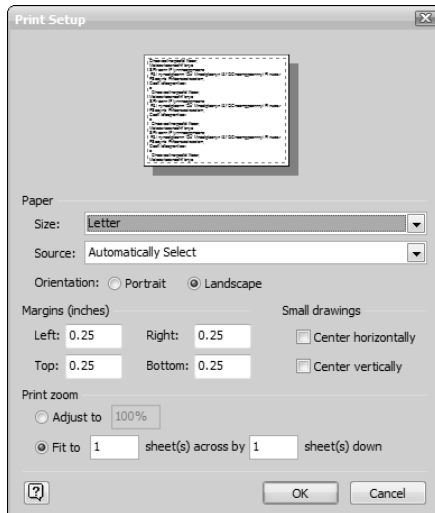 Print Setup
Paper
Size: Letter
Source: Automatically Select
Orientation: Portrait Landscape
Margins (inches) Small drawings
Left: 0.25 Right: 0.25 Center horizontally
Top: 0.25 Bottom: 0.25 Center vertically
Print zoom
Adjust to 100%
Fit to 1 sheet(s) across by 1 sheet(s) down
OK Cancel